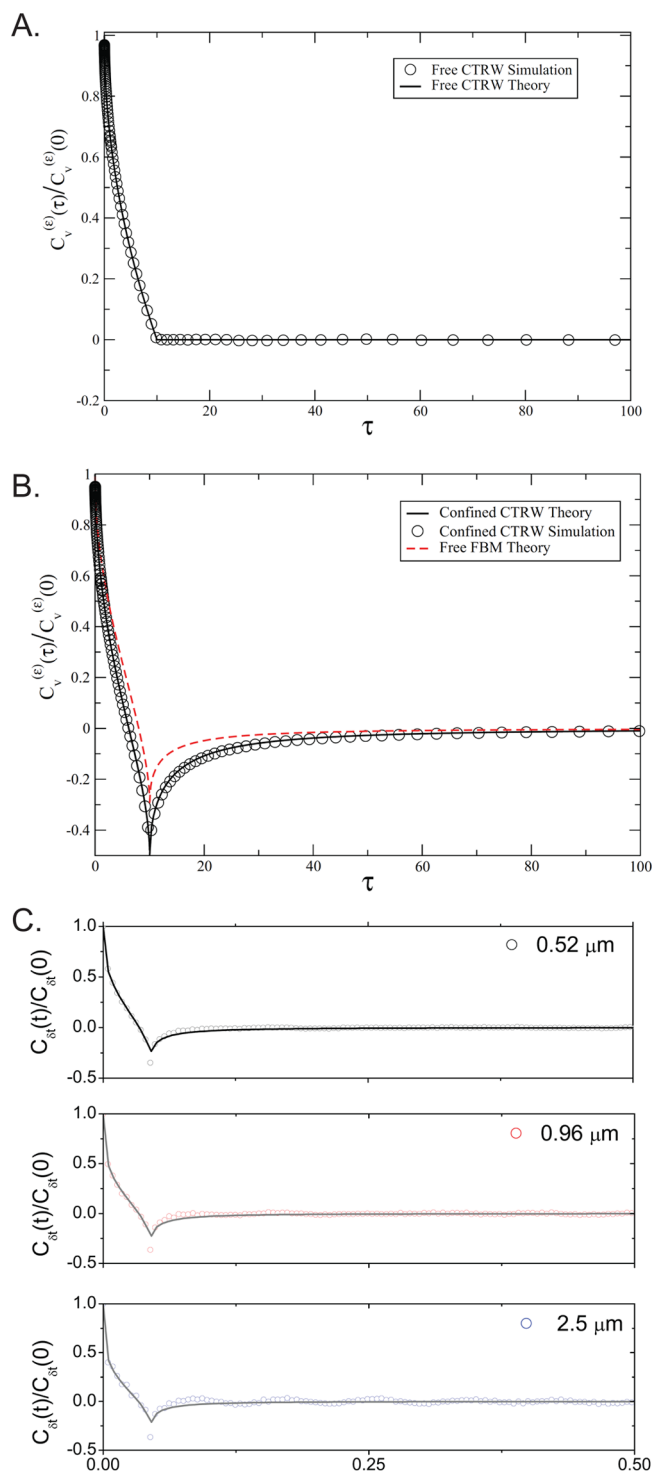 A.
1
0.8
0.6
0.4
0.2
0
-0.2
C_v^(ε)(τ)/C_v^(ε)(0)
Free CTRW Simulation
Free CTRW Theory
0 20 40 60 80 100
τ
B.
1
0.8
0.6
0.4
0.2
0
-0.2
-0.4
C_v^(ε)(τ)/C_v^(ε)(0)
Confined CTRW Theory
Confined CTRW Simulation
Free FBM Theory
0 20 40 60 80 100
τ
C.
1.0
0.5
0.0
-0.5
C_δt(t)/C_δt(0)
0.52 μm
1.0
0.5
0.0
-0.5
C_δt(t)/C_δt(0)
0.96 μm
1.0
0.5
0.0
-0.5
C_δt(t)/C_δt(0)
2.5 μm
0.00 0.25 0.50